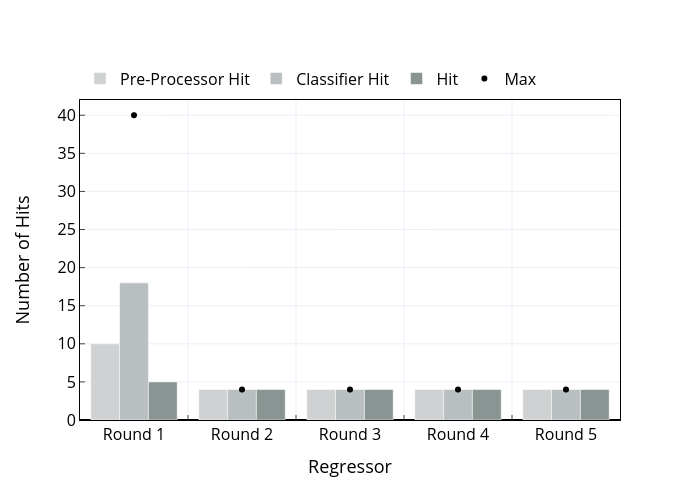 Pre-Processor Hit Classifier Hit Hit Max
40
35
30
25
20
15
10
5
0
Number of Hits
Round 1 Round 2 Round 3 Round 4 Round 5
Regressor